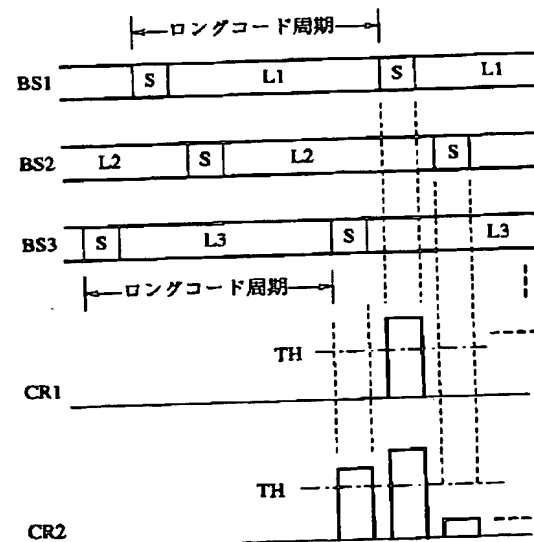 ロングコード周期
BS1 S L1 S L1
BS2 L2 S L2 S
BS3 S L3 S L3
ロングコード周期
TH
CR1
TH
CR2